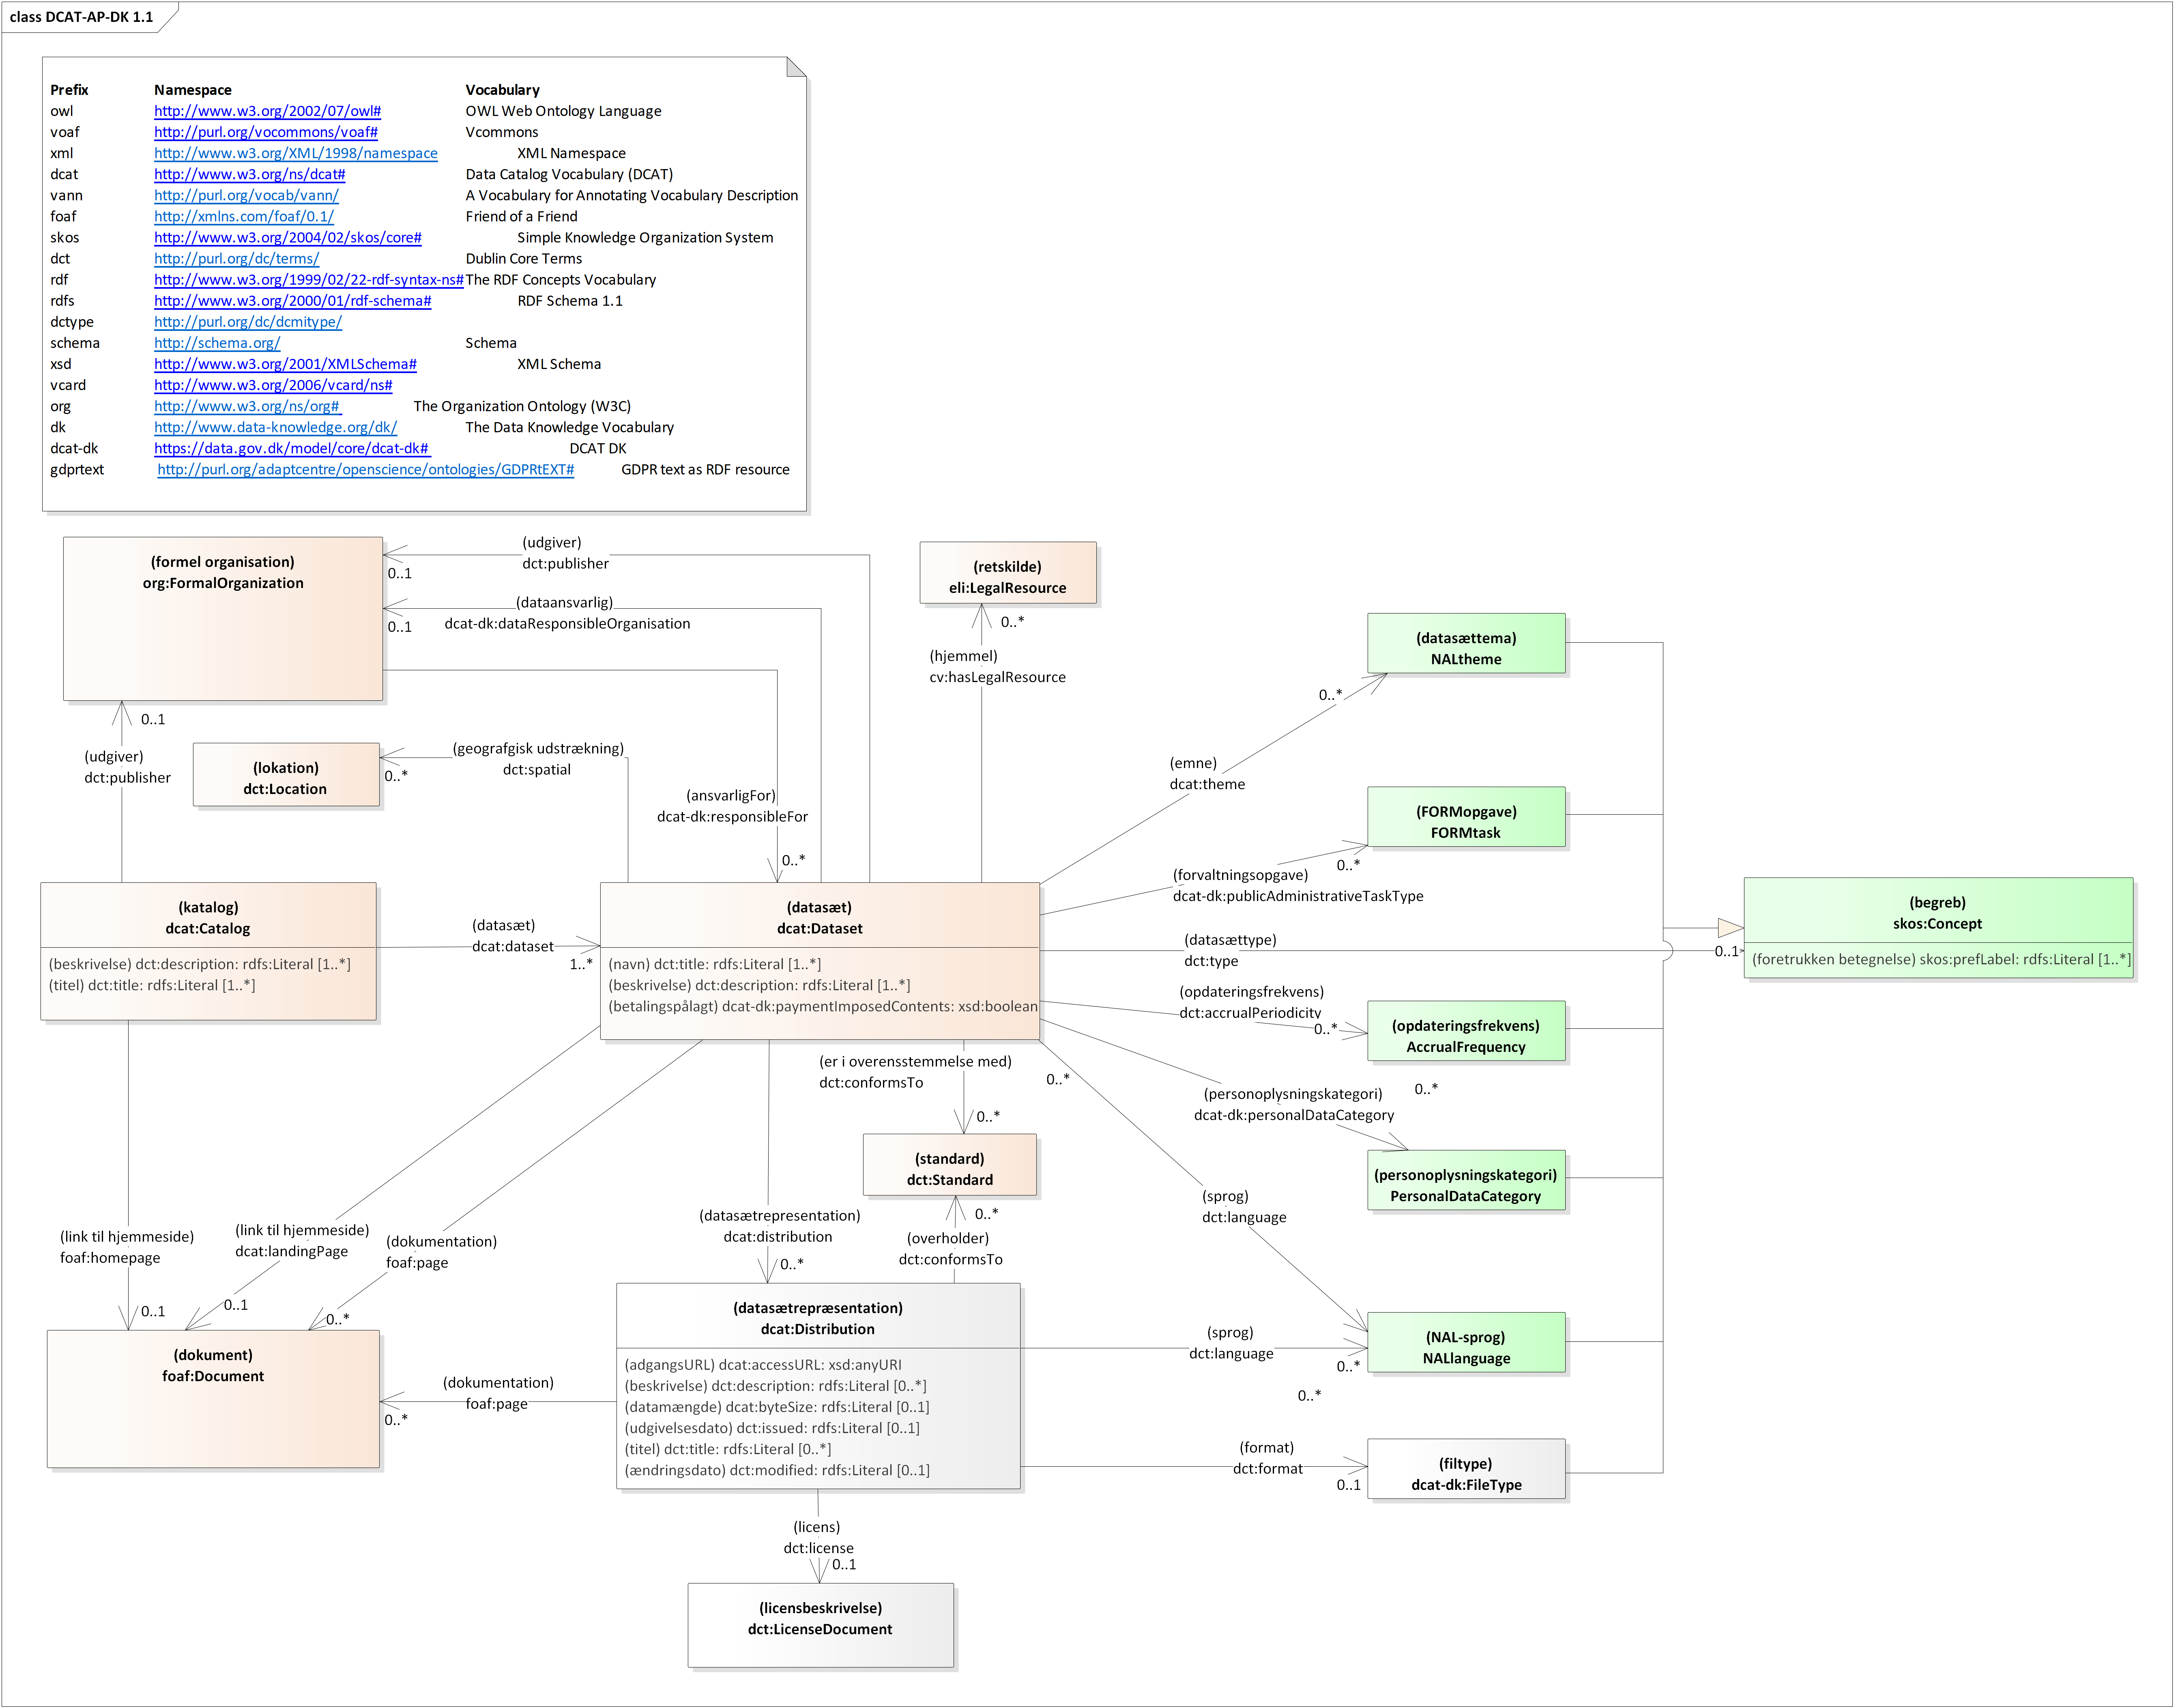 class DCAT-AP-DK 1.1
Prefix Namespace Vocabulary
owl http://www.w3.org/2002/07/owl# OWL Web Ontology Language
voaf http://purl.org/vocommons/voaf# Vcommons
xml http://www.w3.org/XML/1998/namespace XML Namespace
dcat http://www.w3.org/ns/dcat# Data Catalog Vocabulary (DCAT)
vann http://purl.org/vocab/vann/ A Vocabulary for Annotating Vocabulary Description
foaf http://xmlns.com/foaf/0.1/ Friend of a Friend
skos http://www.w3.org/2004/02/skos/core# Simple Knowledge Organization System
dct http://purl.org/dc/terms/ Dublin Core Terms
rdf http://www.w3.org/1999/02/22-rdf-syntax-ns# The RDF Concepts Vocabulary
rdfs http://www.w3.org/2000/01/rdf-schema# RDF Schema 1.1
dctype http://purl.org/dc/dcmitype/
schema http://schema.org/ Schema
xsd http://www.w3.org/2001/XMLSchema# XML Schema
vcard http://www.w3.org/2006/vcard/ns#
org http://www.w3.org/ns/org# The Organization Ontology (W3C)
dk http://www.data-knowledge.org/dk/ The Data Knowledge Vocabulary
dcat-dk https://data.gov.dk/model/core/dcat-dk# DCAT DK
gdprtext http://purl.org/adaptcentre/openscience/ontologies/GDPRtEXT# GDPR text as RDF resource
(formel organisation)
org:FormalOrganization
(udgiver)
dct:publisher
0..1
(dataansvarlig)
dcat-dk:dataResponsibleOrganisation
0..1
(retskilde)
eli:LegalResource
0..*
(hjemmel)
cv:hasLegalResource
(datasættema)
NALtheme
0..*
(emne)
dcat:theme
0..1
(udgiver)
dct:publisher
(lokation)
dct:Location
(geografgisk udstrækning)
dct:spatial
0..*
(ansvarligFor)
dcat-dk:responsibleFor
0..*
(FORMopgave)
FORMtask
0..*
(forvaltningsopgave)
dcat-dk:publicAdministrativeTaskType
(katalog)
dcat:Catalog
(beskrivelse) dct:description: rdfs:Literal [1..*]
(titel) dct:title: rdfs:Literal [1..*]
(datasæt)
dcat:dataset
1..*
(datasæt)
dcat:Dataset
(navn) dct:title: rdfs:Literal [1..*]
(beskrivelse) dct:description: rdfs:Literal [1..*]
(betalingspålagt) dcat-dk:paymentImposedContents: xsd:boolean
(datasættype)
dct:type
0..1
(begreb)
skos:Concept
(foretrukken betegnelse) skos:prefLabel: rdfs:Literal [1..*]
(opdateringsfrekvens)
dct:accrualPeriodicity
0..*
(opdateringsfrekvens)
AccrualFrequency
(er i overensstemmelse med)
dct:conformsTo
0..*
0..*
0..*
(personoplysningskategori)
dcat-dk:personalDataCategory
(standard)
dct:Standard
(personoplysningskategori)
PersonalDataCategory
(sprog)
dct:language
(link til hjemmeside)
foaf:homepage
0..1
(link til hjemmeside)
dcat:landingPage
0..1
(dokumentation)
foaf:page
0..*
(datasætrepresentation)
dcat:distribution
0..*
0..*
(overholder)
dct:conformsTo
(dokument)
foaf:Document
(dokumentation)
foaf:page
0..*
(datasætrepræsentation)
dcat:Distribution
(adgangsURL) dcat:accessURL: xsd:anyURI
(beskrivelse) dct:description: rdfs:Literal [0..*]
(datamængde) dcat:byteSize: rdfs:Literal [0..1]
(udgivelsesdato) dct:issued: rdfs:Literal [0..1]
(titel) dct:title: rdfs:Literal [0..*]
(ændringsdato) dct:modified: rdfs:Literal [0..1]
(sprog)
dct:language
0..*
0..*
(NAL-sprog)
NALlanguage
(format)
dct:format
0..1
(filtype)
dcat-dk:FileType
(licens)
dct:license
0..1
(licensbeskrivelse)
dct:LicenseDocument